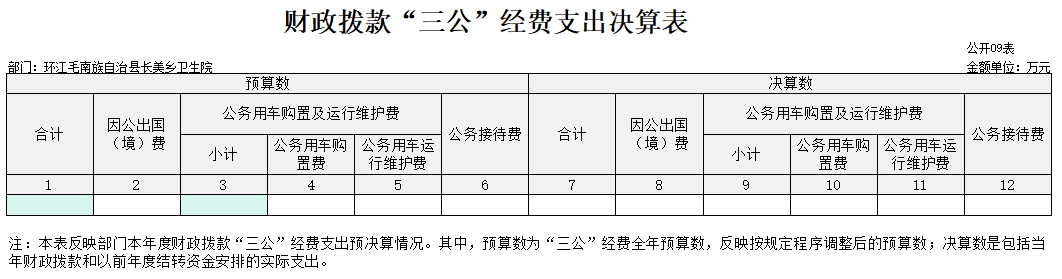 财政拨款“三公”经费支出决算表
公开09表
部门：环江毛南族自治县长美乡卫生院 金额单位：万元
预算数 决算数
合计 因公出国（境）费 公务用车购置及运行维护费 公务接待费 合计 因公出国（境）费 公务用车购置及运行维护费 公务接待费
小计 公务用车购置费 公务用车运行维护费 小计 公务用车购置费 公务用车运行维护费
1 2 3 4 5 6 7 8 9 10 11 12
注：本表反映部门本年度财政拨款“三公”经费支出预决算情况。其中，预算数为“三公”经费全年预算数，反映按规定程序调整后的预算数；决算数是包括当
年财政拨款和以前年度结转资金安排的实际支出。